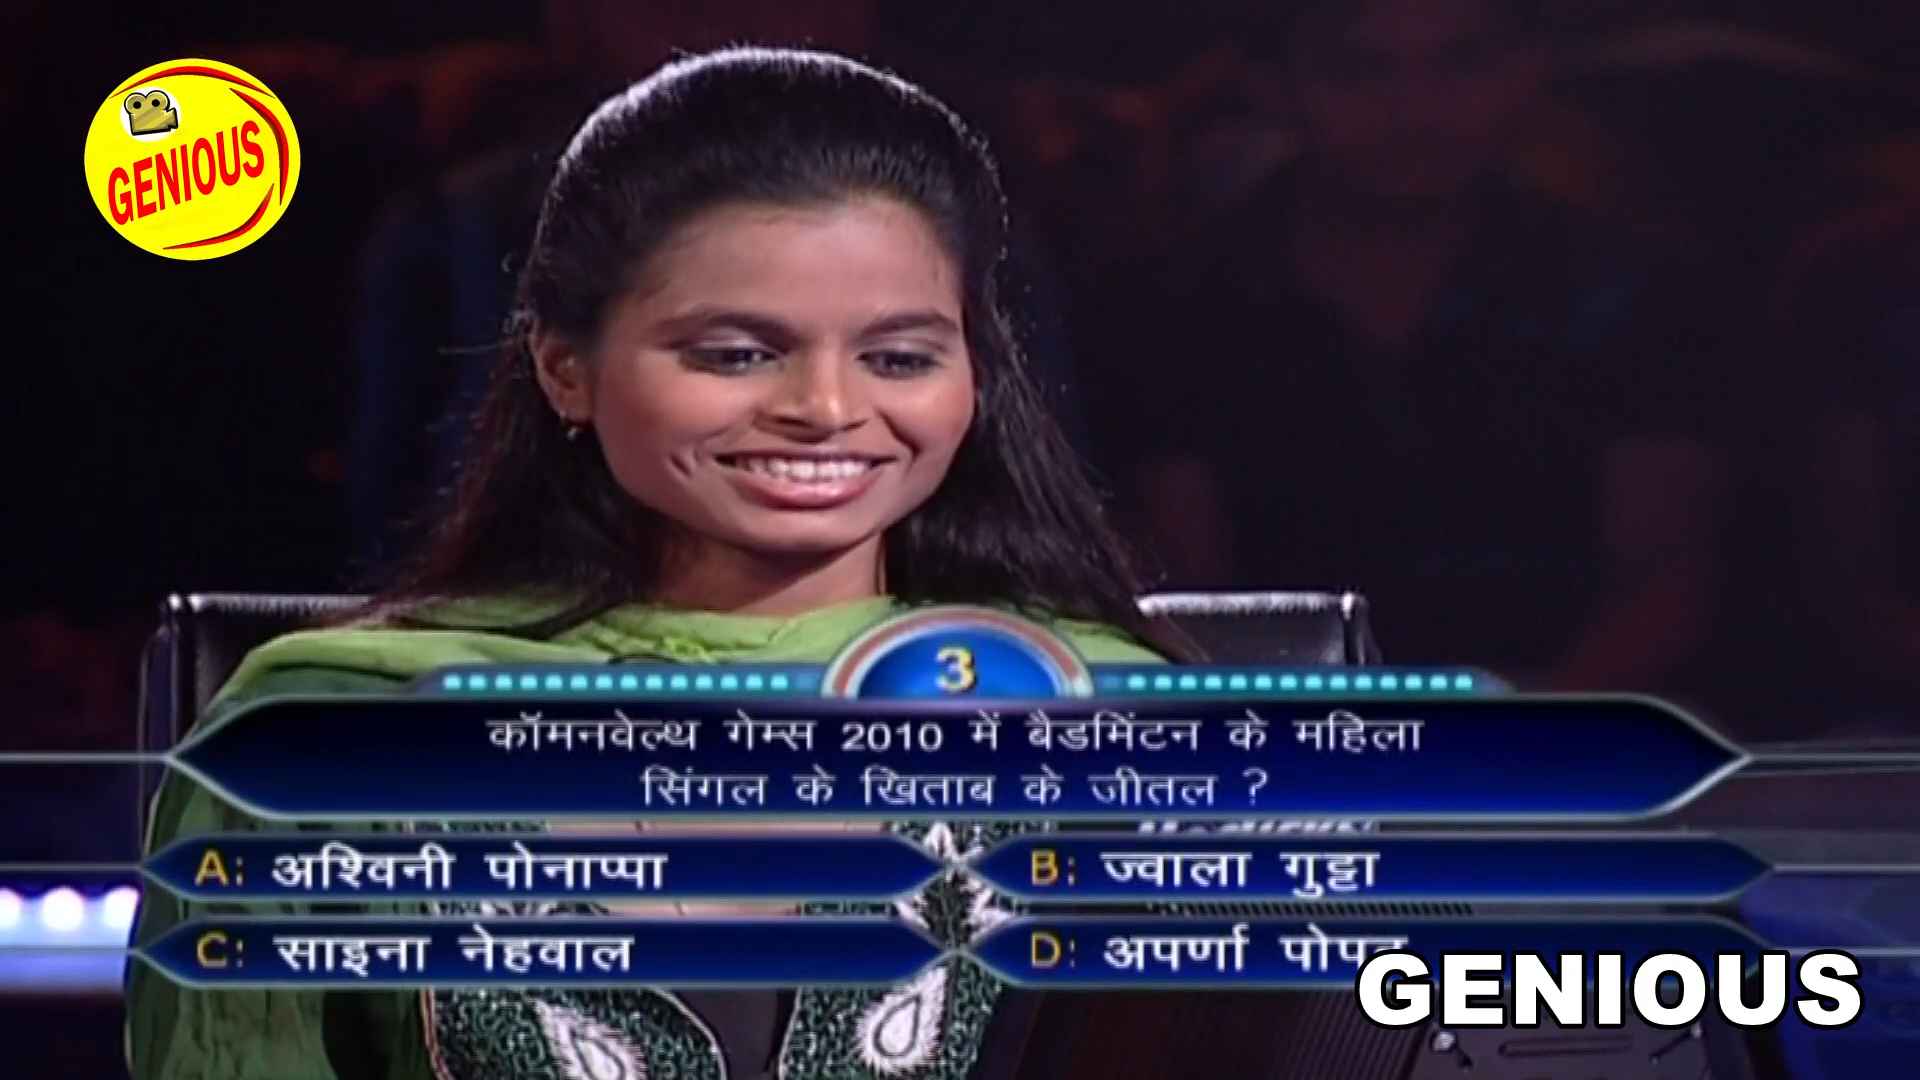 GENIOUS
3
कॉमनवेल्थ गेम्स 2010 में बैडमिंटन के महिला
सिंगल के खिताब के जीतल ?
A: अश्विनी पोनाप्पा
B: ज्वाला गुट्टा
C: साइना नेहवाल
D: अपर्णा
GENIOUS